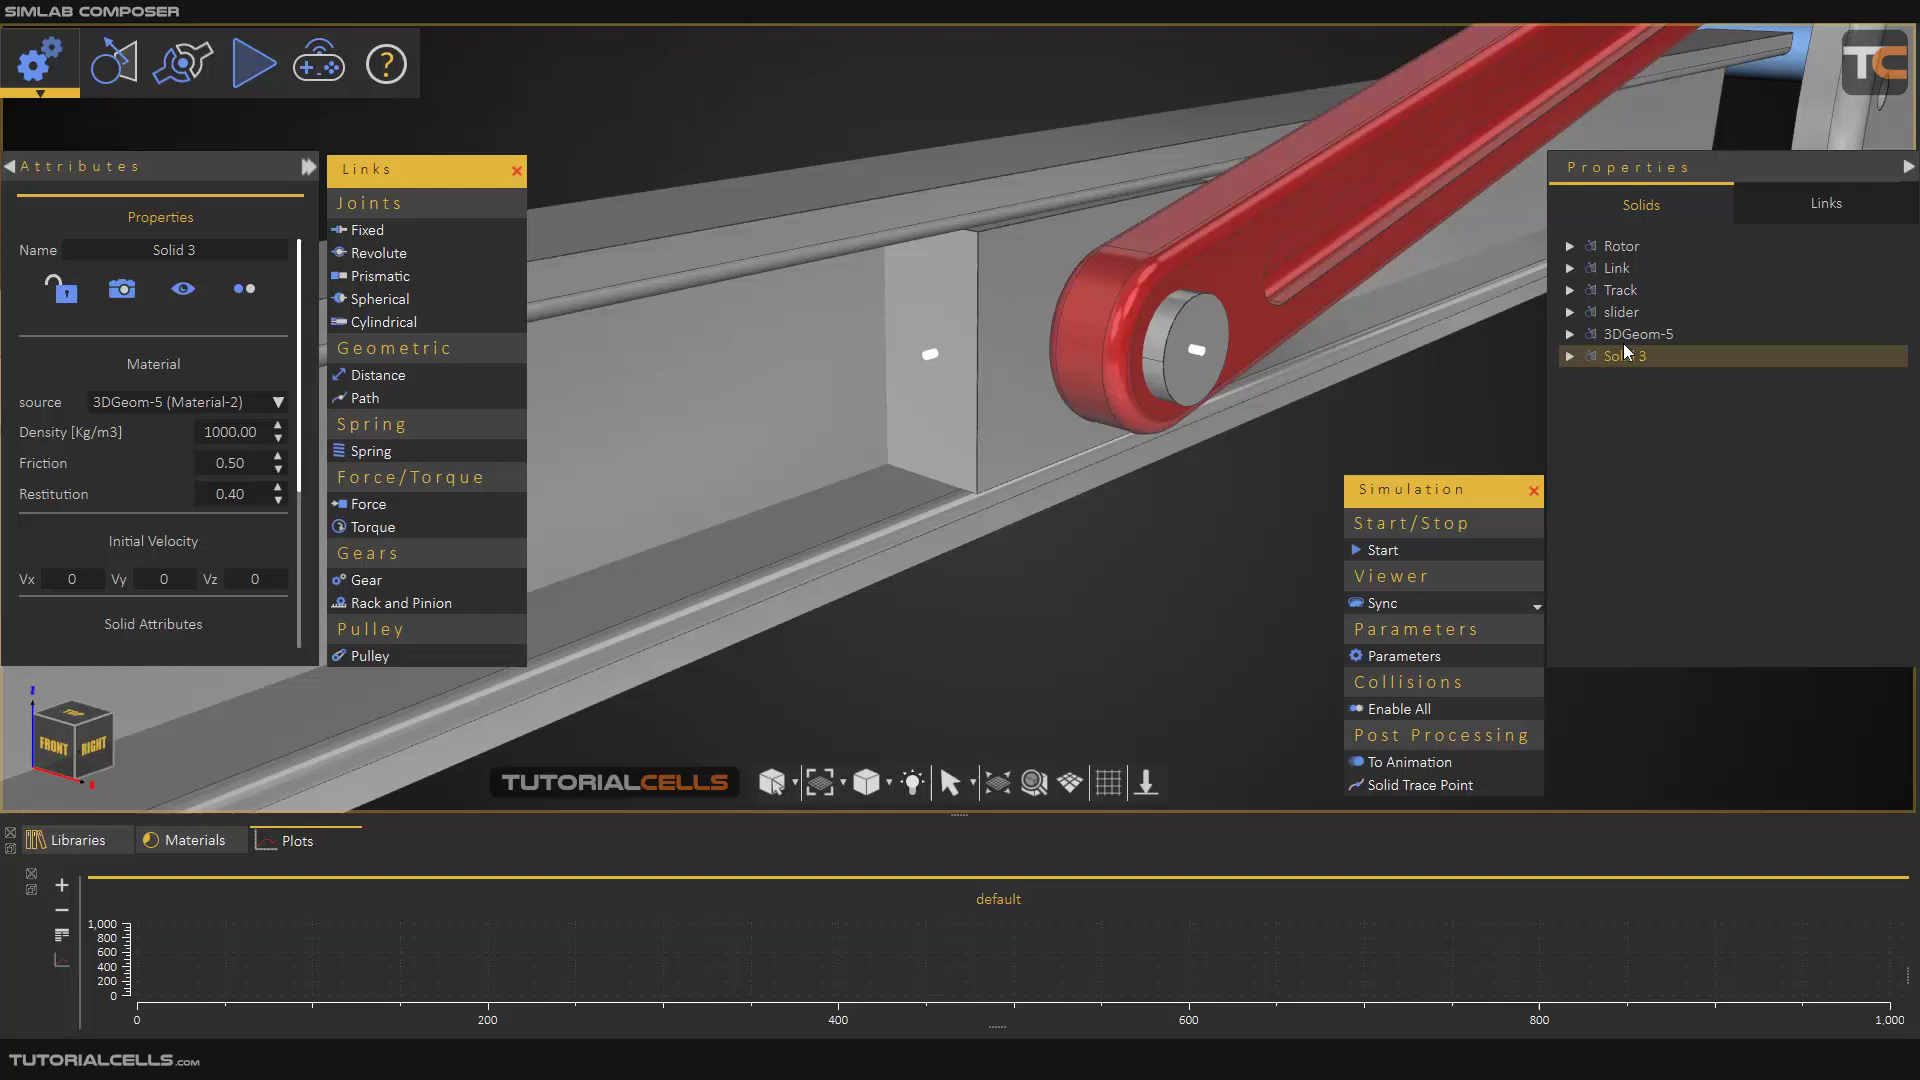 SIMLAB COMPOSER
TC
Attributes
Properties
Name Solid 3
Material
source 3DGeom-5 (Material-2)
Density [Kg/m3] 1000.00
Friction 0.50
Restitution 0.40
Initial Velocity
Vx 0 Vy 0 Vz 0
Solid Attributes
Links
Joints
Fixed
Revolute
Prismatic
Spherical
Cylindrical
Geometric
Distance
Path
Spring
Spring
Force/Torque
Force
Torque
Gears
Gear
Rack and Pinion
Pulley
Pulley
Properties
Solids Links
Rotor
Link
Track
slider
3DGeom-5
Solid 3
Simulation
Start/Stop
Start
Viewer
Sync
Parameters
Parameters
Collisions
Enable All
Post Processing
To Animation
Solid Trace Point
TOP
FRONT
RIGHT
TUTORIALCELLS
Libraries
Materials
Plots
default
1,000
800
600
400
200
0
0 200 400 600 800 1,000
TUTORIALCELLS.COM